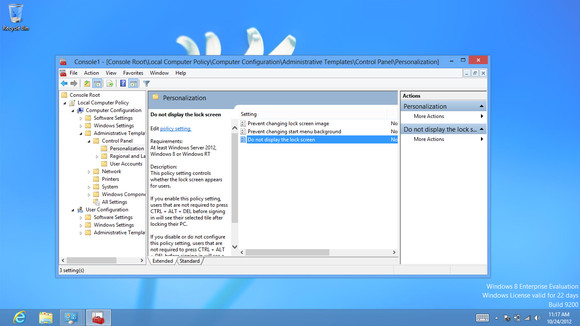 Recycle Bin
Console1 - [Console Root\Local Computer Policy\Computer Configuration\Administrative Templates\Control Panel\Personalization]
File Action View Favorites Window Help
Console Root
Local Computer Policy
Computer Configuration
Software Settings
Windows Settings
Administrative Templa
Control Panel
Personalization
Regional and La
User Accounts
Network
Printers
System
Windows Compone
All Settings
User Configuration
Software Settings
Windows Settings
Administrative Templa
Personalization
Do not display the lock screen
Edit policy setting.
Requirements:
At least Windows Server 2012,
Windows 8 or Windows RT
Description:
This policy setting controls
whether the lock screen appears
for users.
If you enable this policy setting,
users that are not required to press
CTRL + ALT + DEL before signing
in will see their selected tile after
locking their PC.
If you disable or do not configure
this policy setting, users that are
not required to press CTRL + ALT
Setting
Prevent changing lock screen image No
Prevent changing start menu background No
Do not display the lock screen No
Extended Standard
Actions
Personalization
More Actions
Do not display the lock s...
More Actions
3 setting(s)
Windows 8 Enterprise Evaluation
Windows License valid for 22 days
Build 9200
11:17 AM
10/24/2012